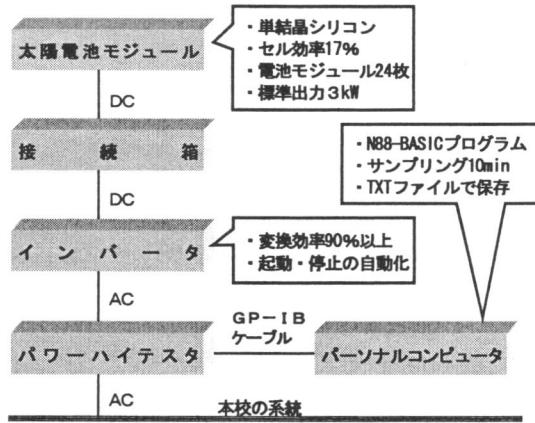 太陽電池モジュール
・単結晶シリコン
・セル効率17%
・電池モジュール24枚
・標準出力3kW
DC
接続箱
DC
インバータ
・変換効率90%以上
・起動・停止の自動化
AC
GP-IB
ケーブル
パワーハイテスタ
パーソナルコンピュータ
・N88-BASICプログラム
・サンプリング10min
・TXTファイルで保存
AC
本校の系統